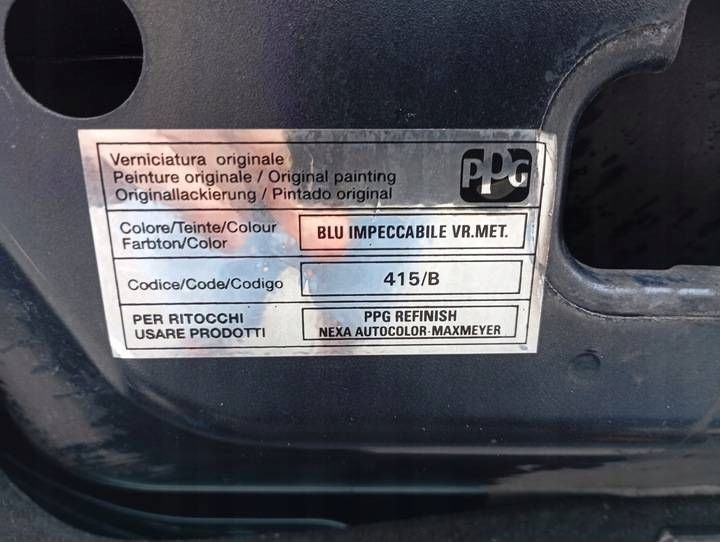 Verniciatura originale
Peinture originale / Original painting
Originallackierung / Pintado original
PPG
Colore/Teinte/Colour
Farbton/Color
BLU IMPECCABILE VR.MET.
Codice/Code/Codigo
415/B
PER RITOCCHI
USARE PRODOTTI
PPG REFINISH
NEXA AUTOCOLOR-MAXMEYER